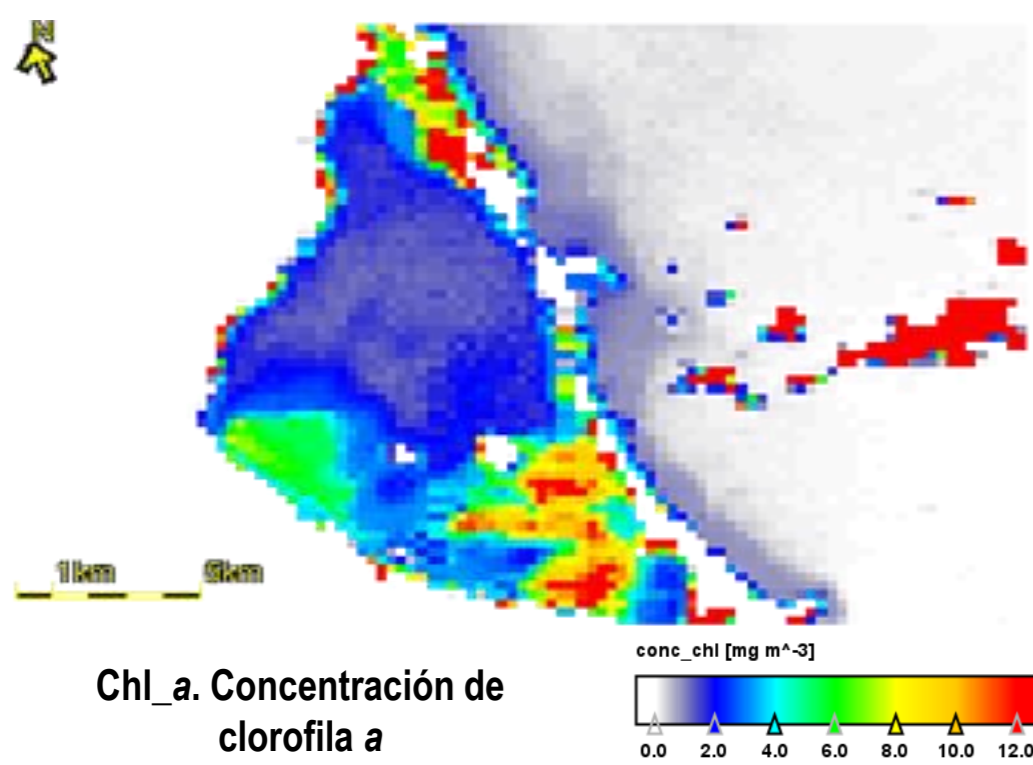 N
1km 5km
conc_chl [mg m^-3]
Chl_a. Concentración de
clorofila a
0.0 2.0 4.0 6.0 8.0 10.0 12.0